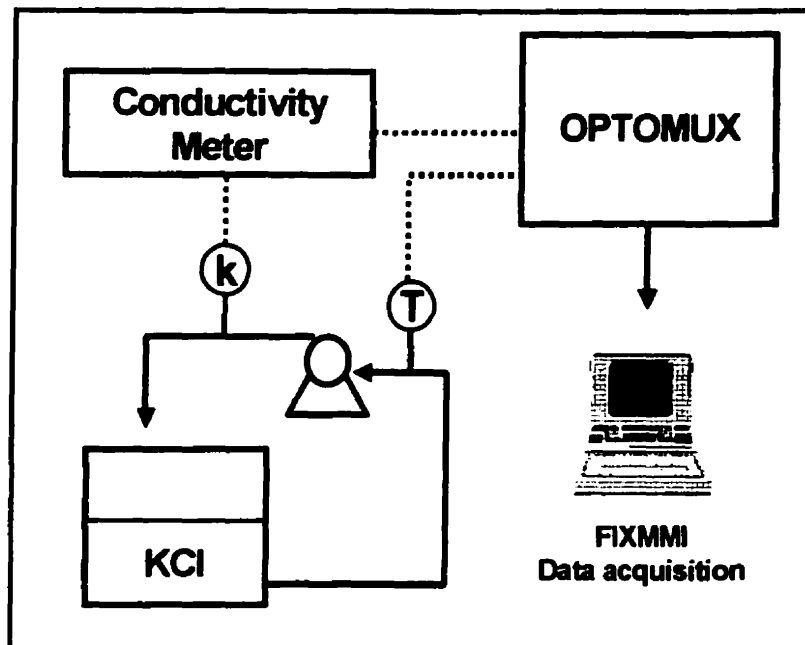 Conductivity
Meter
OPTOMUX
k
T
KCl
FIXMMI
Data acquisition